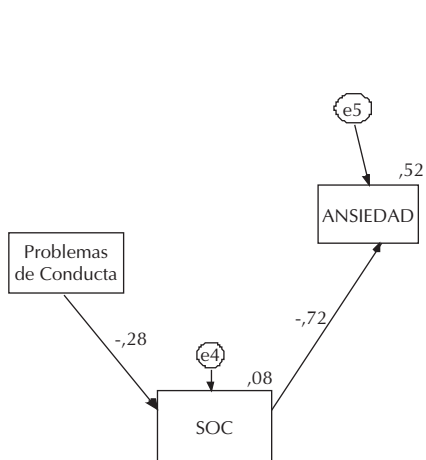 e5
,52
ANSIEDAD
Problemas
de Conducta
-,28
-,72
e4
,08
SOC